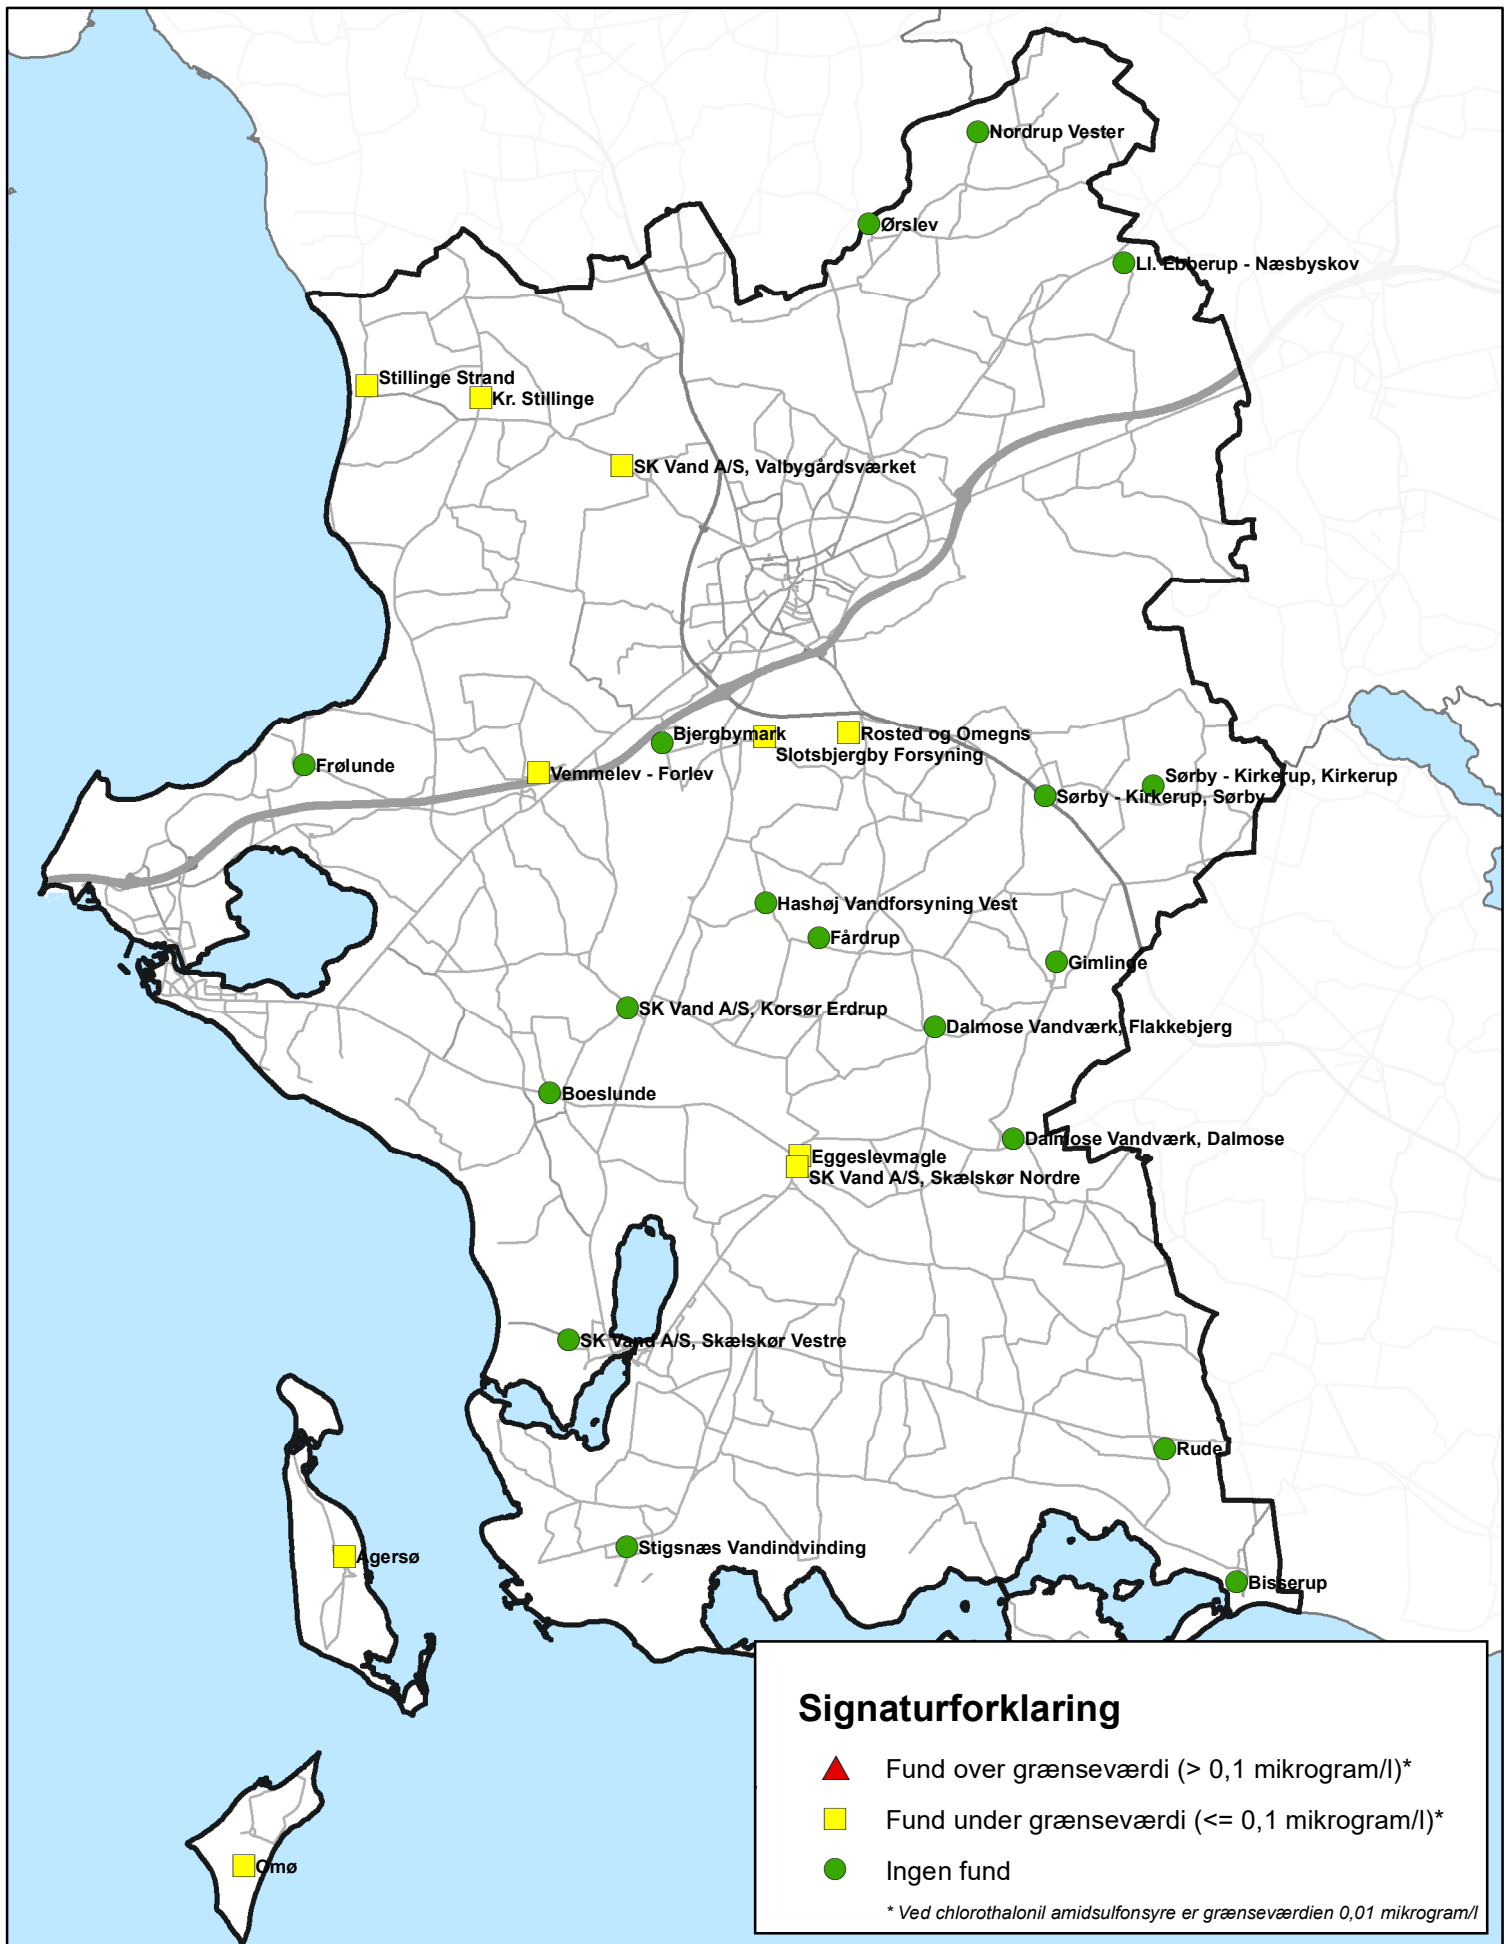 Nordrup Vester
Ørslev
Ll. Ebberup - Næsbyskov
Stillinge Strand
Kr. Stillinge
SK Vand A/S, Valbygårdsværket
Bjergbymark
Rosted og Omegns
Slotsbjergby Forsyning
Frølunde
Vemmelev - Forlev
Sørby - Kirkerup, Kirkerup
Sørby - Kirkerup, Sørby
Hashøj Vandforsyning Vest
Fårdrup
Gimlinge
SK Vand A/S, Korsør Erdrup
Dalmose Vandværk, Flakkebjerg
Boeslunde
Dalmose Vandværk, Dalmose
Eggeslevmagle
SK Vand A/S, Skælskør Nordre
SK Vand A/S, Skælskør Vestre
Rude
Stigsnæs Vandindvinding
Agersø
Bisserup
Omø
Signaturforklaring
Fund over grænseværdi (> 0,1 mikrogram/l)*
Fund under grænseværdi (<= 0,1 mikrogram/l)*
Ingen fund
* Ved chlorothalonil amidsulfonsyre er grænseværdien 0,01 mikrogram/l